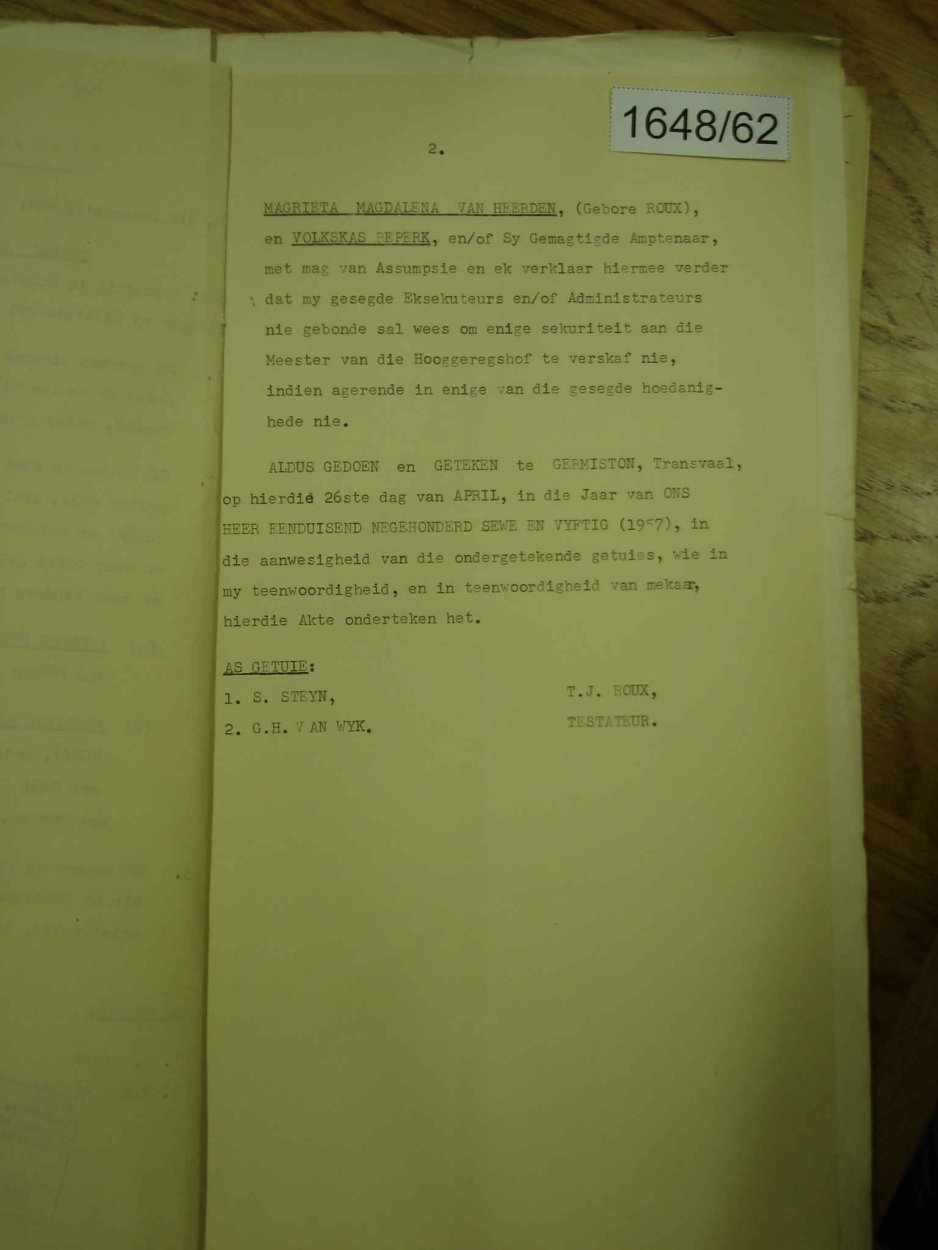 1648/62
2.
MAGRIETA MAGDALENA VAN HEERDEN, (Gebore ROUX),
en VOLKSKAS BEPERK, en/of Sy Gemagtigde Amptenaar,
met mag van Assumpsie en ek verklaar hiermee verder
dat my gesegde Eksekuteurs en/of Administrateurs
nie gebonde sal wees om enige sekuriteit aan die
Meester van die Hooggeregshof te verskaf nie,
indien agerende in enige van die gesegde hoedanig-
hede nie.
ALDUS GEDOEN en GETEKEN te GERMISTON, Transvaal,
op hierdie 26ste dag van APRIL, in die Jaar van ONS
HEER EENDUISEND NEGEHONDERD SEWE EN VYFTIG (1957), in
die aanwesigheid van die ondergetekende getuies, wie in
my teenwoordigheid, en in teenwoordigheid van mekaar,
hierdie Akte onderteken het.
AS GETUIE:
1. S. STEYN,
T.J. ROUX,
2. G.H. VAN WYK.
TESTATEUR.